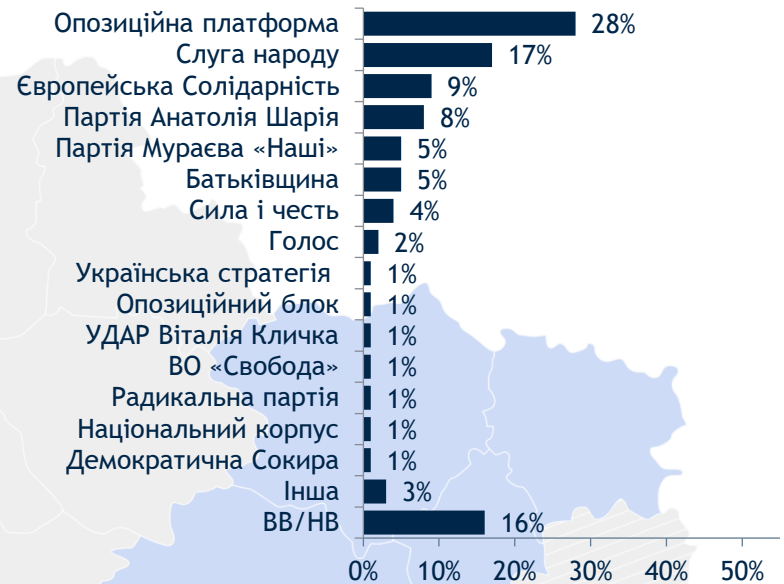 Опозиційна платформа 28%
Слуга народу 17%
Європейська Солідарність 9%
Партія Анатолія Шарія 8%
Партія Мураєва «Наші» 5%
Батьківщина 5%
Сила і честь 4%
Голос 2%
Українська стратегія 1%
Опозиційний блок 1%
УДАР Віталія Кличка 1%
ВО «Свобода» 1%
Радикальна партія 1%
Національний корпус 1%
Демократична Сокира 1%
Інша 3%
ВВ/НВ 16%
0% 10% 20% 30% 40% 50%